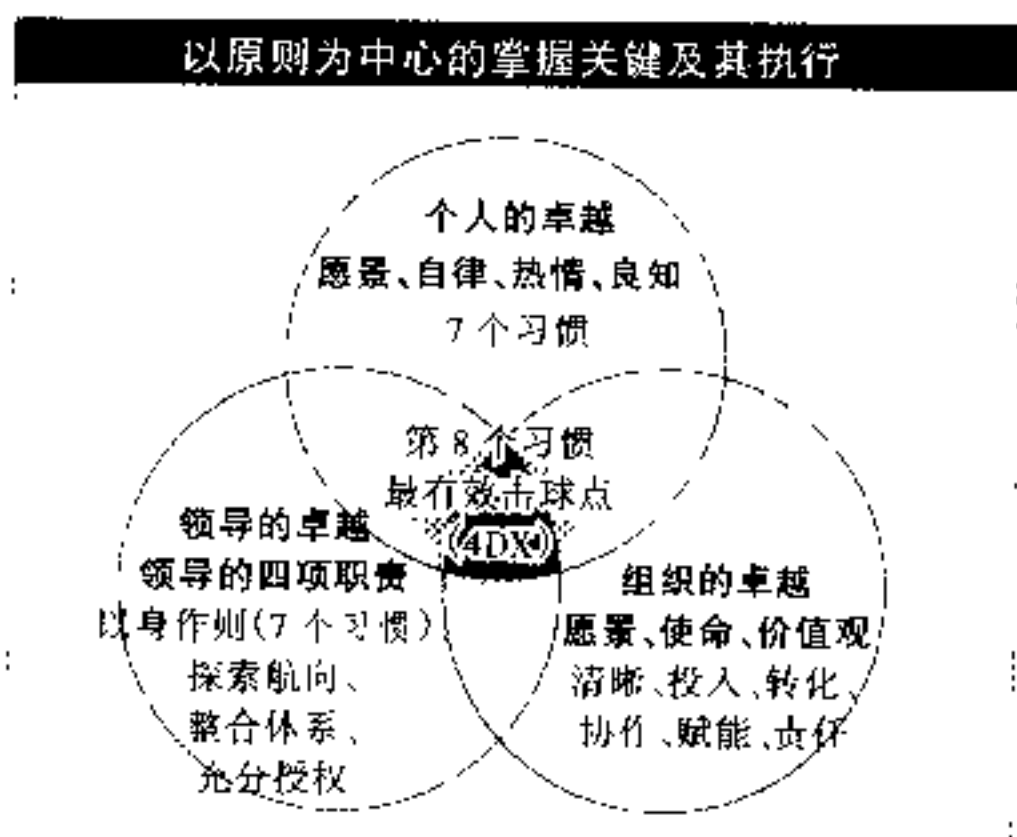 以原则为中心的掌握关键及其执行
个人的卓越
愿景、自律、热情、良知
7个习惯
第8个习惯
最有效击球点
4DX
领导的卓越
领导的四项职责
以身作则(7个习惯)
探索航向、
整合体系、
充分授权
组织的卓越
愿景、使命、价值观
清晰、投入、转化、
协作、赋能、责任